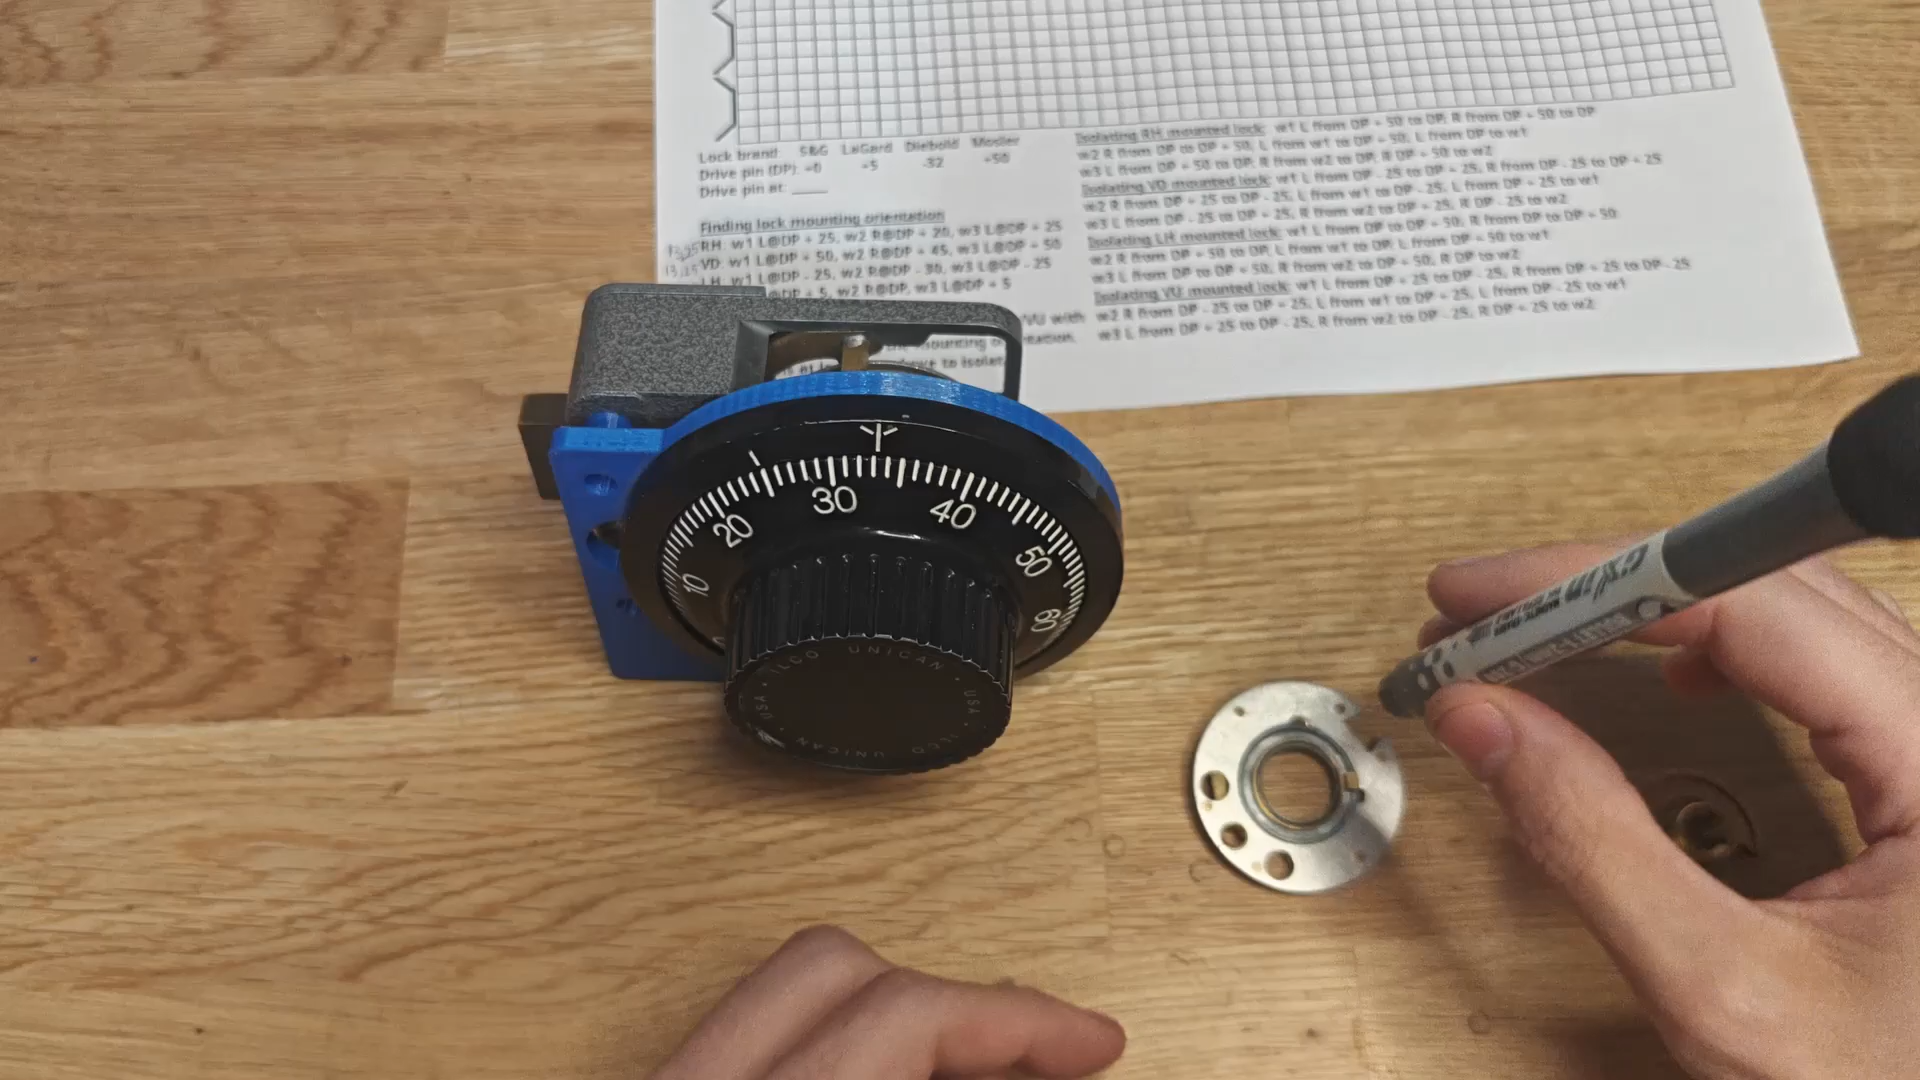 Lock brand: S&G LaGard Diebold Mosler
Drive pin (DP): +0 +5 -32 +50
Drive pin at: ____
Finding lock mounting orientation
RH: w1 L@DP + 25, w2 R@DP + 20, w3 L@DP + 25
VD: w1 L@DP + 50, w2 R@DP + 45, w3 L@DP + 50
LH: w1 L@DP - 25, w2 R@DP - 30, w3 L@DP - 25
@DP + 5, w2 R@DP, w3 L@DP + 5
VU with
Isolating RH mounted lock: w1 L from DP + 50 to DP; R from DP + 50 to DP
w2 R from DP to DP + 50, L from w1 to DP + 50, L from DP to w1
w3 L from DP + 50 to DP, R from w2 to DP, R DP + 50 to w2
Isolating VD mounted lock: w1 L from DP - 25 to DP + 25, R from DP - 25 to DP + 25
w2 R from DP + 25 to DP - 25, L from w1 to DP - 25, L from DP + 25 to w1
w3 L from DP - 25 to DP + 25, R from w2 to DP + 25, R DP - 25 to w2
Isolating LH mounted lock: w1 L from DP to DP + 50, R from DP to DP + 50
w2 R from DP + 50 to DP, L from w1 to DP, L from DP + 50 to w1
w3 L from DP to DP + 50, R from w2 to DP + 50, R DP to w2
Isolating VU mounted lock: w1 L from DP + 25 to DP - 25, R from DP + 25 to DP - 25
w2 R from DP - 25 to DP + 25, L from w1 to DP + 25, L from DP - 25 to w1
w3 L from DP + 25 to DP - 25, R from w2 to DP - 25, R DP + 25 to w2
10 20 30 40 50 60
ILCO UNICAN · USA · ILCO UNICAN · USA ·